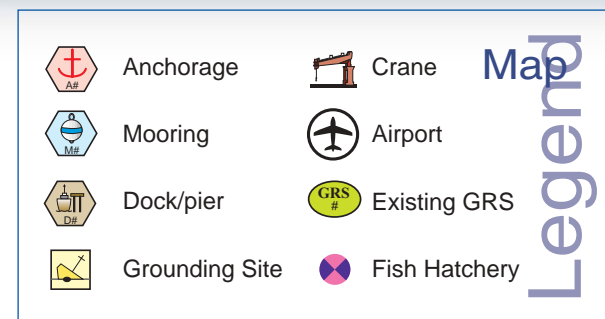 Map
Legend
A#
Anchorage
Crane
M#
Mooring
Airport
D#
Dock/pier
GRS
#
Existing GRS
Grounding Site
Fish Hatchery